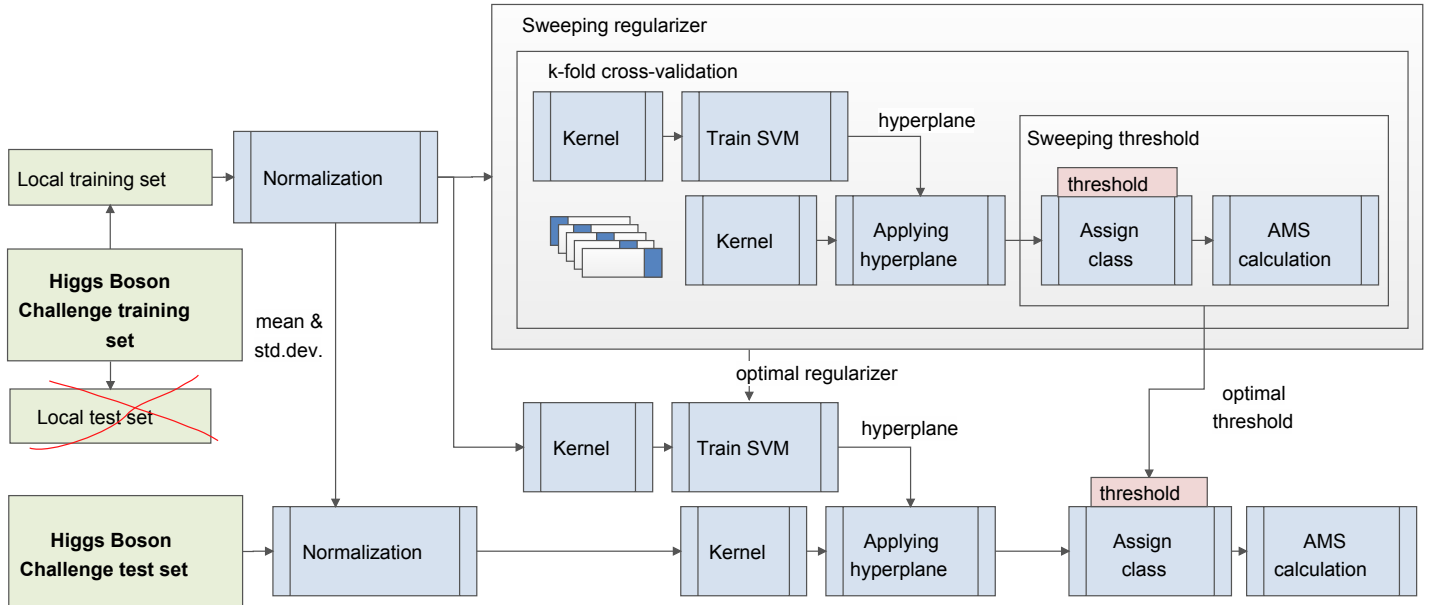 Sweeping regularizer
k-fold cross-validation
Kernel
Train SVM
hyperplane
Sweeping threshold
Local training set
Normalization
threshold
Kernel
Applying
hyperplane
Assign
class
AMS
calculation
Higgs Boson
Challenge training
set
mean &
std.dev.
optimal regularizer
Local test set
optimal
threshold
Kernel
Train SVM
hyperplane
threshold
Higgs Boson
Challenge test set
Normalization
Kernel
Applying
hyperplane
Assign
class
AMS
calculation